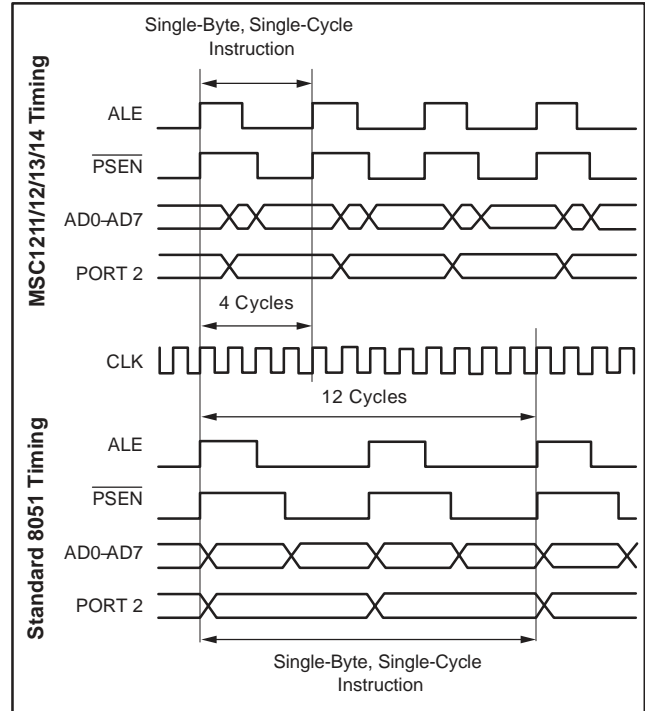 Single-Byte, Single-Cycle
Instruction
MSC1211/12/13/14 Timing
ALE
PSEN
AD0-AD7
PORT 2
4 Cycles
CLK
12 Cycles
Standard 8051 Timing
ALE
PSEN
AD0-AD7
PORT 2
Single-Byte, Single-Cycle
Instruction